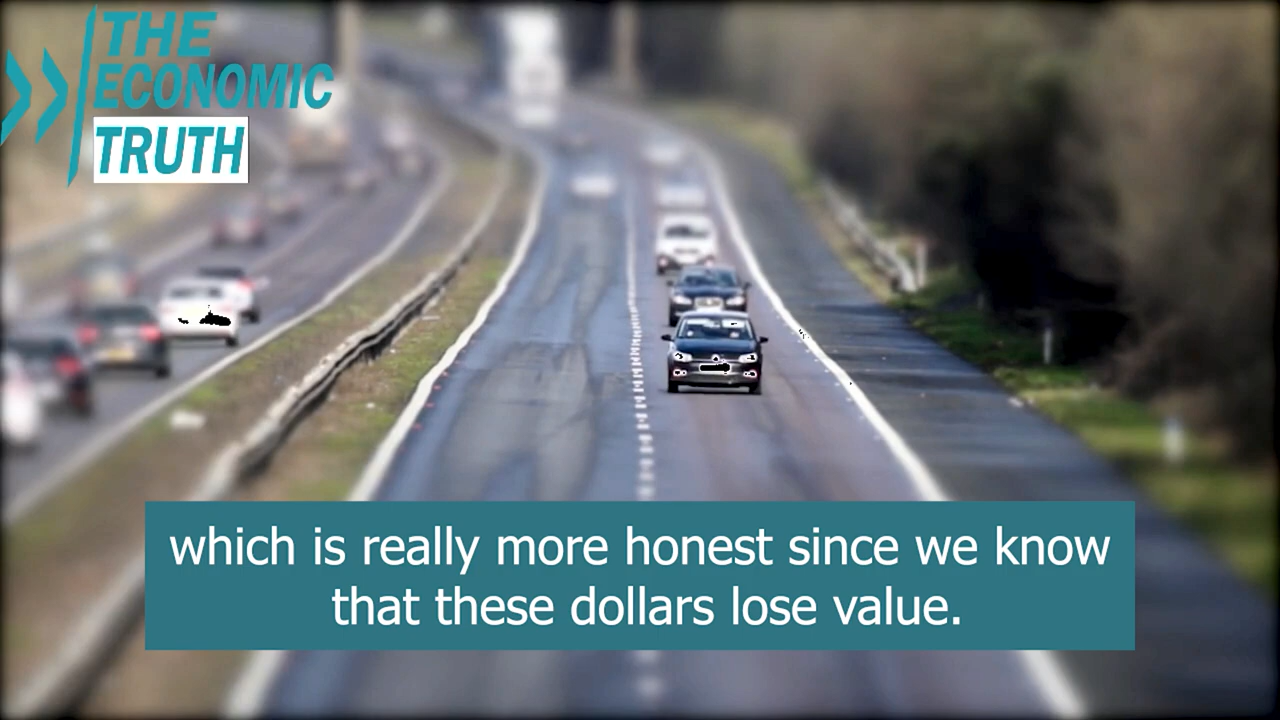 THE
ECONOMIC
TRUTH
which is really more honest since we know
that these dollars lose value.